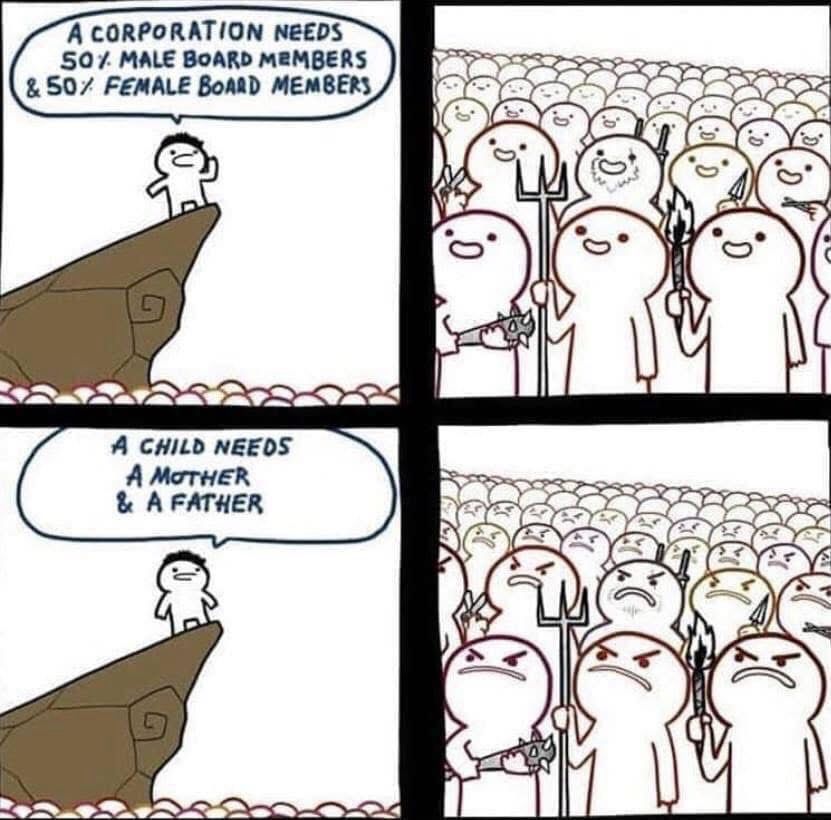 A CORPORATION NEEDS
50% MALE BOARD MEMBERS
& 50% FEMALE BOARD MEMBERS
A CHILD NEEDS
A MOTHER
& A FATHER